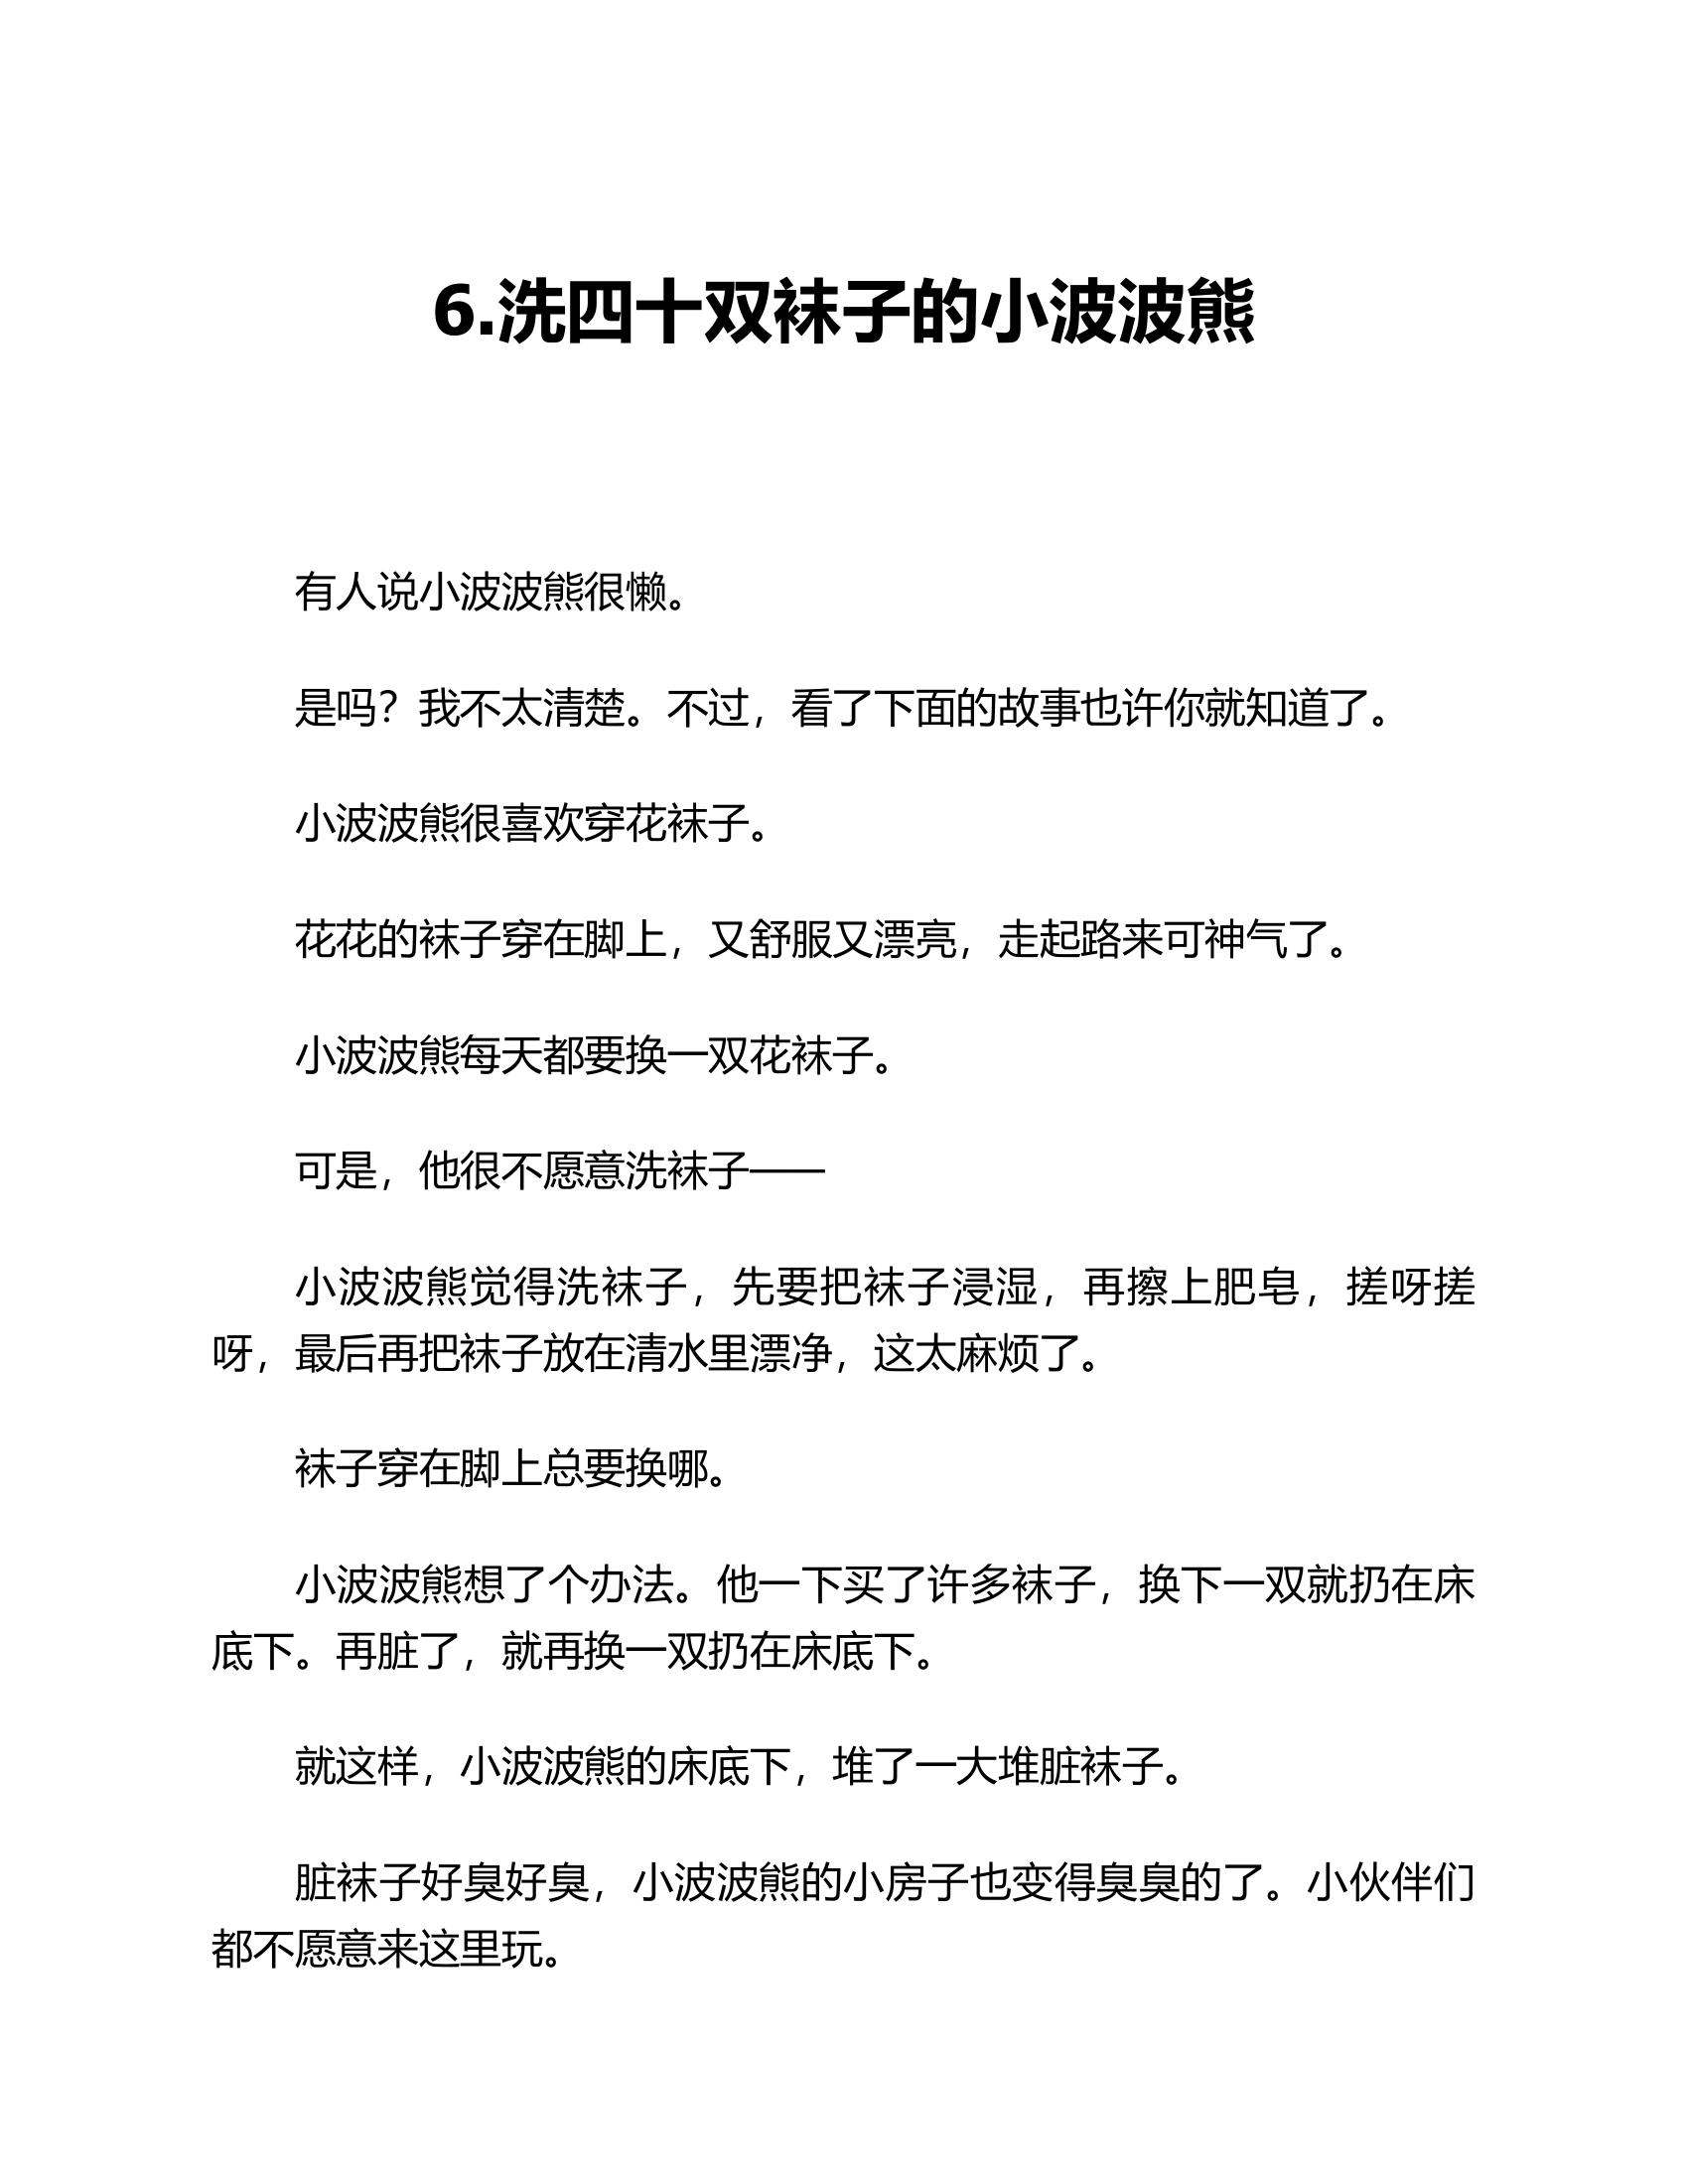 6.洗四十双袜子的小波波熊
有人说小波波熊很懒。
是吗？我不太清楚。不过，看了下面的故事也许你就知道了。
小波波熊很喜欢穿花袜子。
花花的袜子穿在脚上，又舒服又漂亮，走起路来可神气了。
小波波熊每天都要换一双花袜子。
可是，他很不愿意洗袜子——
小波波熊觉得洗袜子，先要把袜子浸湿，再擦上肥皂，搓呀搓
呀，最后再把袜子放在清水里漂净，这太麻烦了。
袜子穿在脚上总要换哪。
小波波熊想了个办法。他一下买了许多袜子，换下一双就扔在床
底下。再脏了，就再换一双扔在床底下。
就这样，小波波熊的床底下，堆了一大堆脏袜子。
脏袜子好臭好臭，小波波熊的小房子也变得臭臭的了。小伙伴们
都不愿意来这里玩。